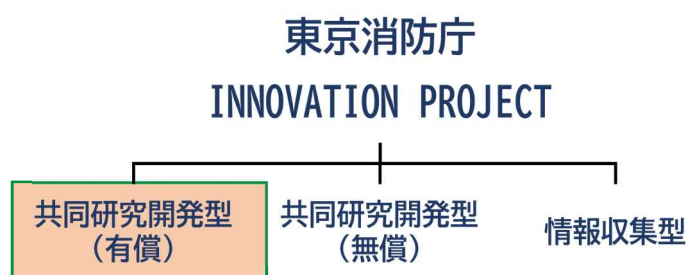 東京消防庁
INNOVATION PROJECT
共同研究開発型
（有償）
共同研究開発型
（無償）
情報収集型